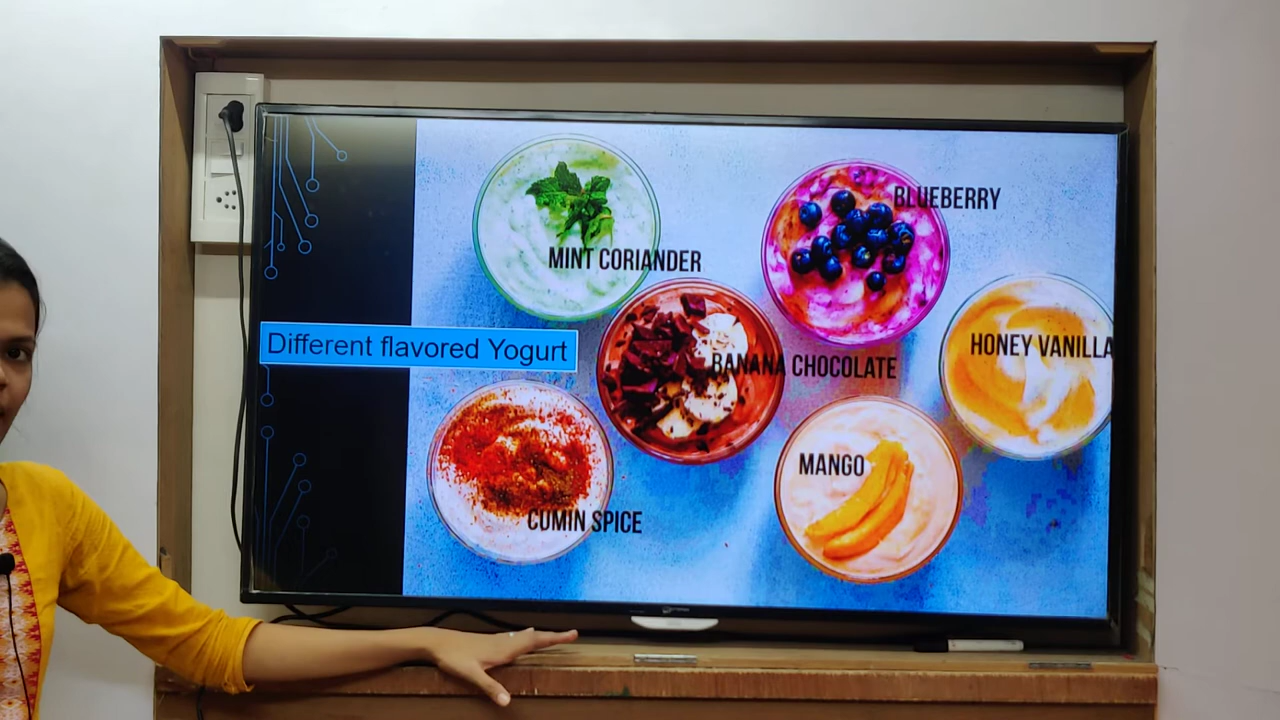 Different flavored Yogurt
MINT CORIANDER
BLUEBERRY
BANANA CHOCOLATE
HONEY VANILLA
CUMIN SPICE
MANGO